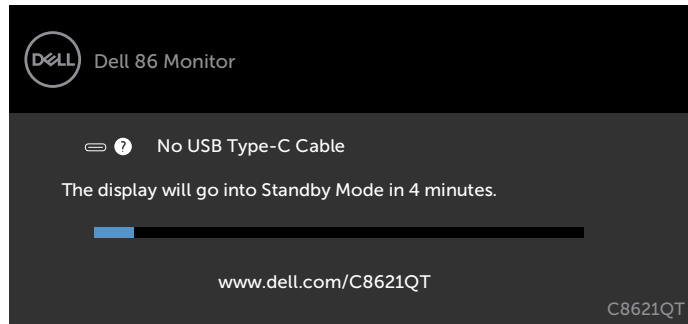 DELL Dell 86 Monitor
? No USB Type-C Cable
The display will go into Standby Mode in 4 minutes.
www.dell.com/C8621QT
C8621QT